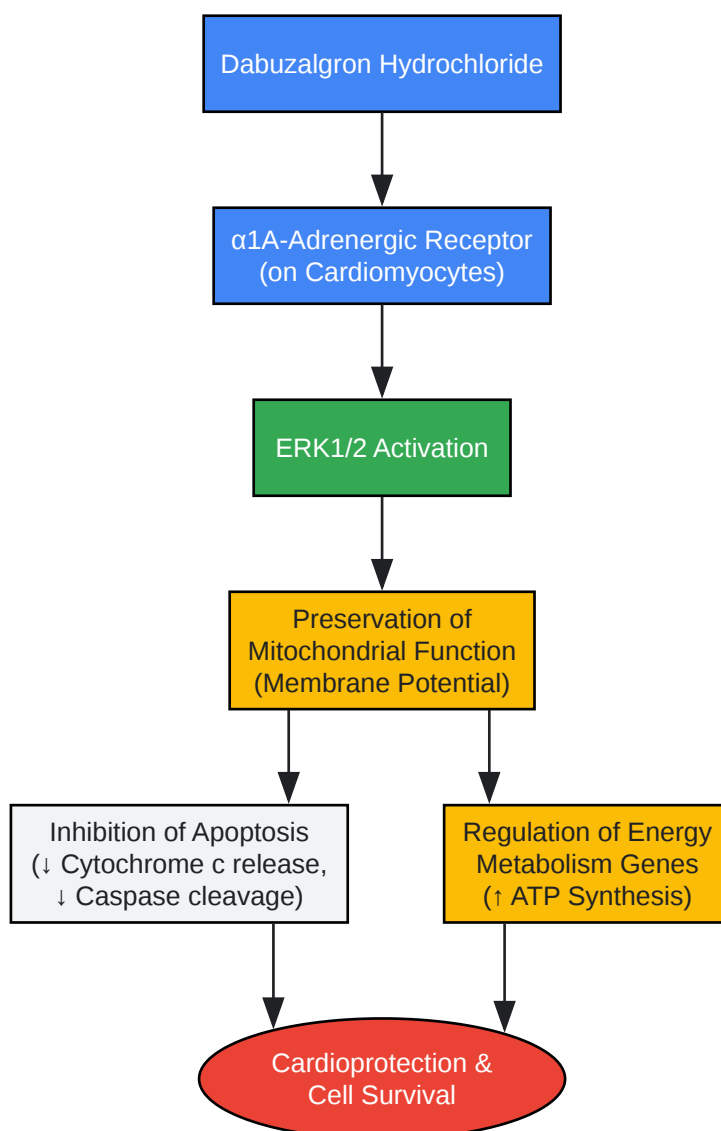 Dabuzalgron Hydrochloride
α1A-Adrenergic Receptor
(on Cardiomyocytes)
ERK1/2 Activation
Preservation of
Mitochondrial Function
(Membrane Potential)
Inhibition of Apoptosis
(↓ Cytochrome c release,
↓ Caspase cleavage)
Regulation of Energy
Metabolism Genes
(↑ ATP Synthesis)
Cardioprotection &
Cell Survival